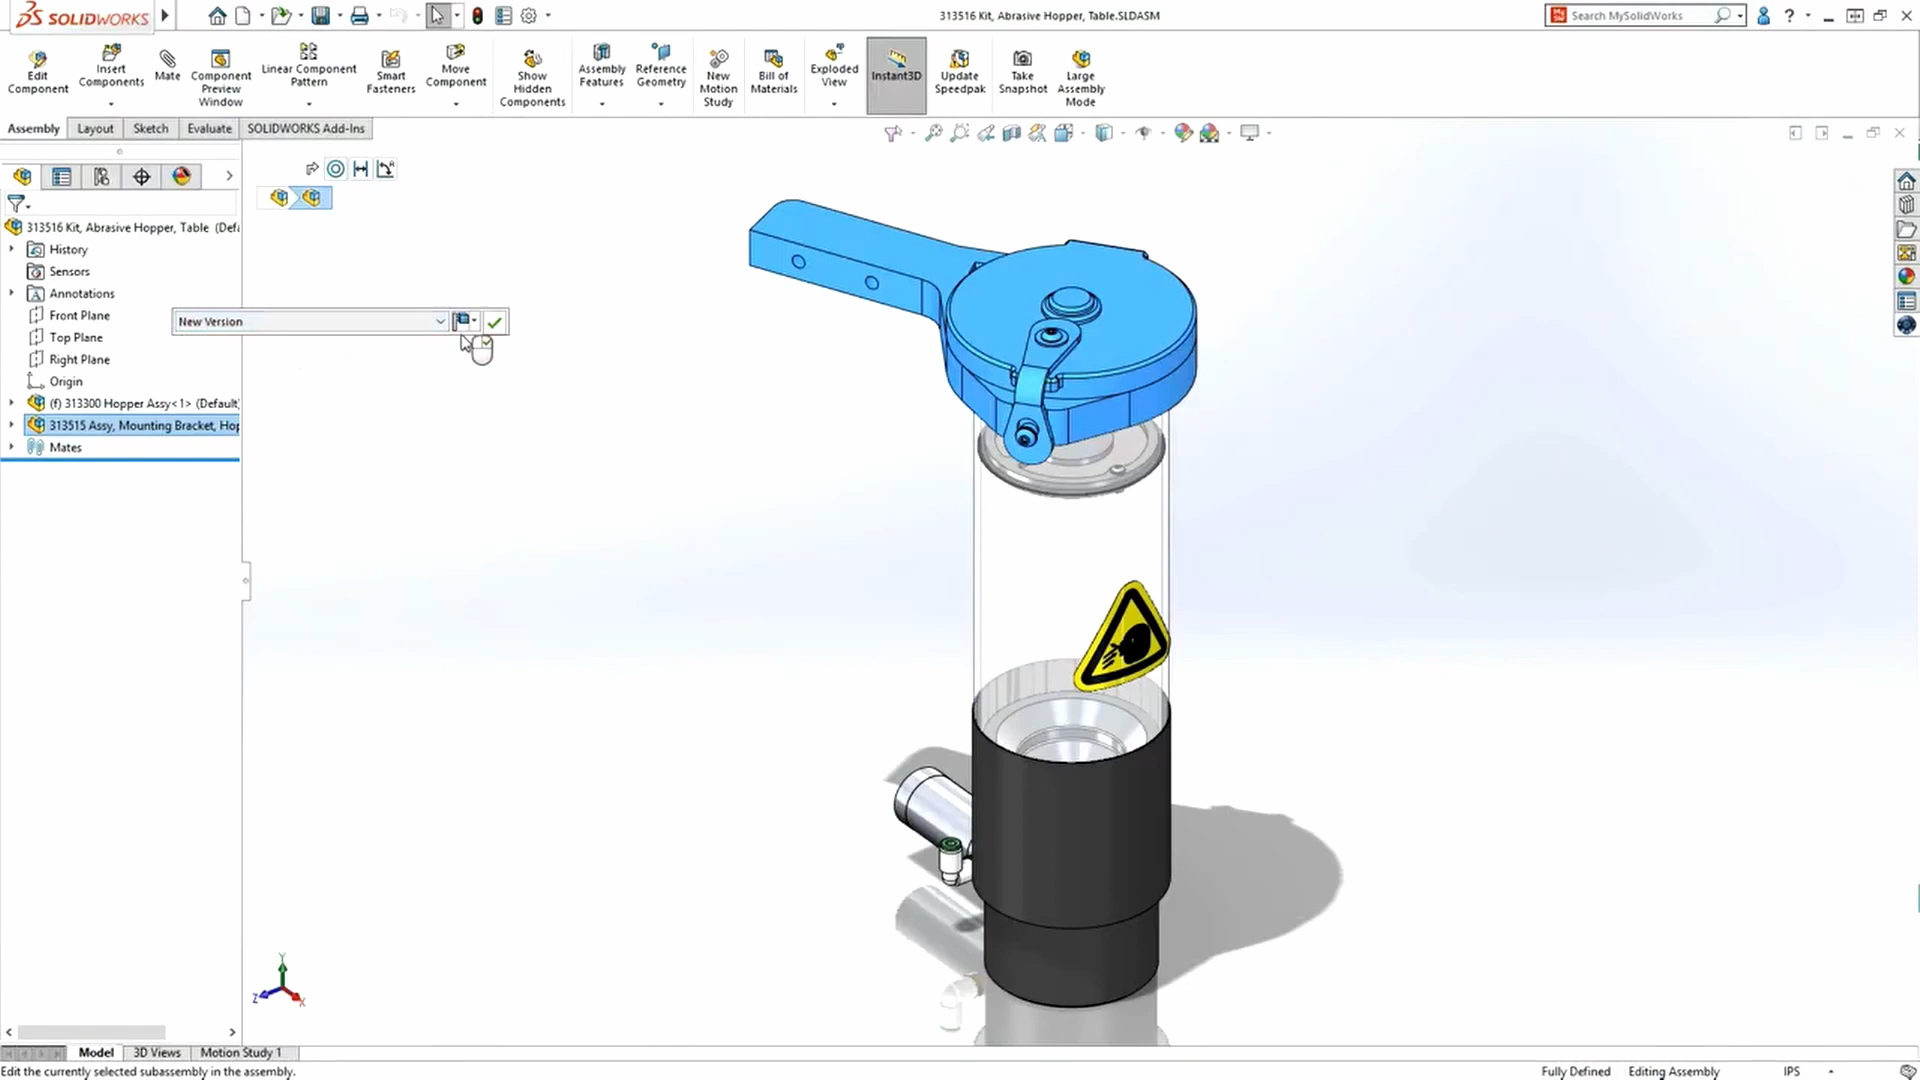 SOLIDWORKS
313516 Kit, Abrasive Hopper, Table.SLDASM
Search MySolidWorks
?
Edit
Component
Insert
Components
Mate
Component
Preview
Window
Linear Component
Pattern
Smart
Fasteners
Move
Component
Show
Hidden
Components
Assembly
Features
Reference
Geometry
New
Motion
Study
Bill of
Materials
Exploded
View
Instant3D
Update
Speedpak
Take
Snapshot
Large
Assembly
Mode
Assembly
Layout
Sketch
Evaluate
SOLIDWORKS Add-Ins
313516 Kit, Abrasive Hopper, Table (Defa
History
Sensors
Annotations
Front Plane
Top Plane
Right Plane
Origin
(f) 313300 Hopper Assy<1> (Default
313515 Assy, Mounting Bracket, Hop
Mates
New Version
Y
Z
X
Model
3D Views
Motion Study 1
Edit the currently selected subassembly in the assembly.
Fully Defined
Editing Assembly
IPS